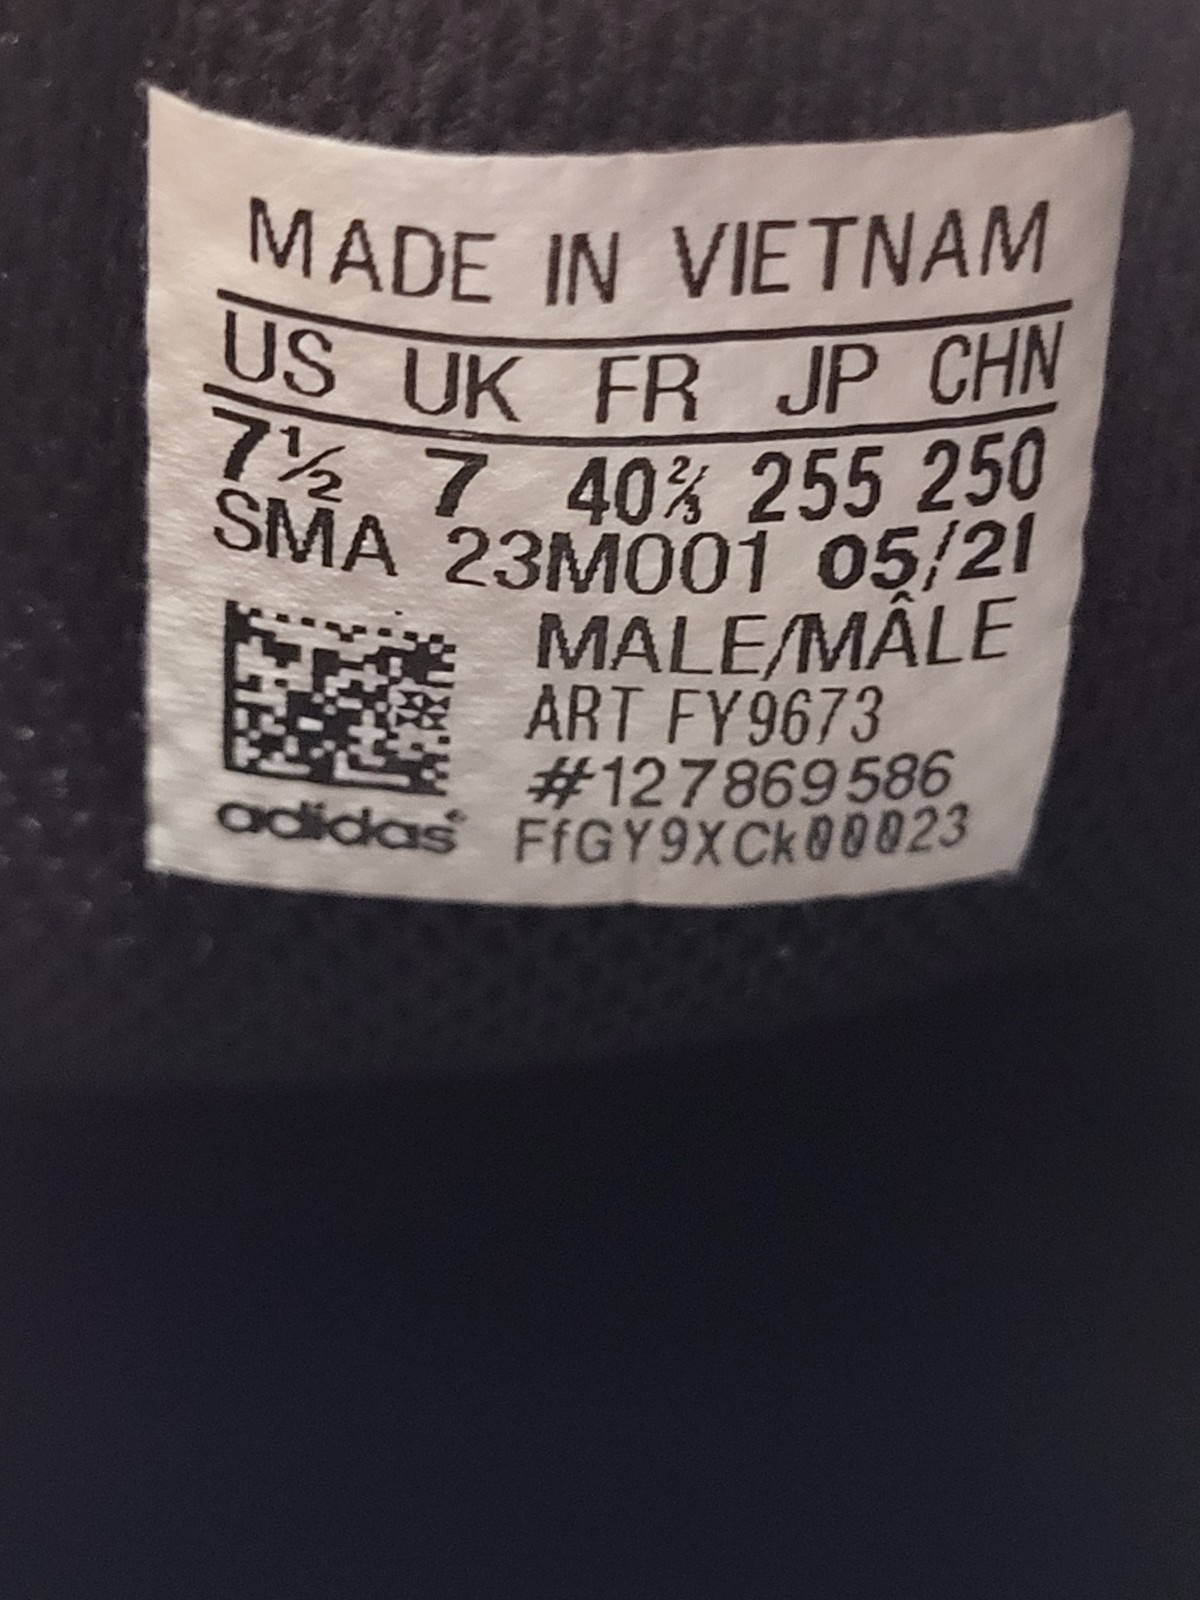 MADE IN VIETNAM
US UK FR JP CHN
7½ 7 40⅔ 255 250
SMA 23M001 05/21
MALE/MÂLE
ART FY9673
#127869586
adidas® FfGY9XCk00023